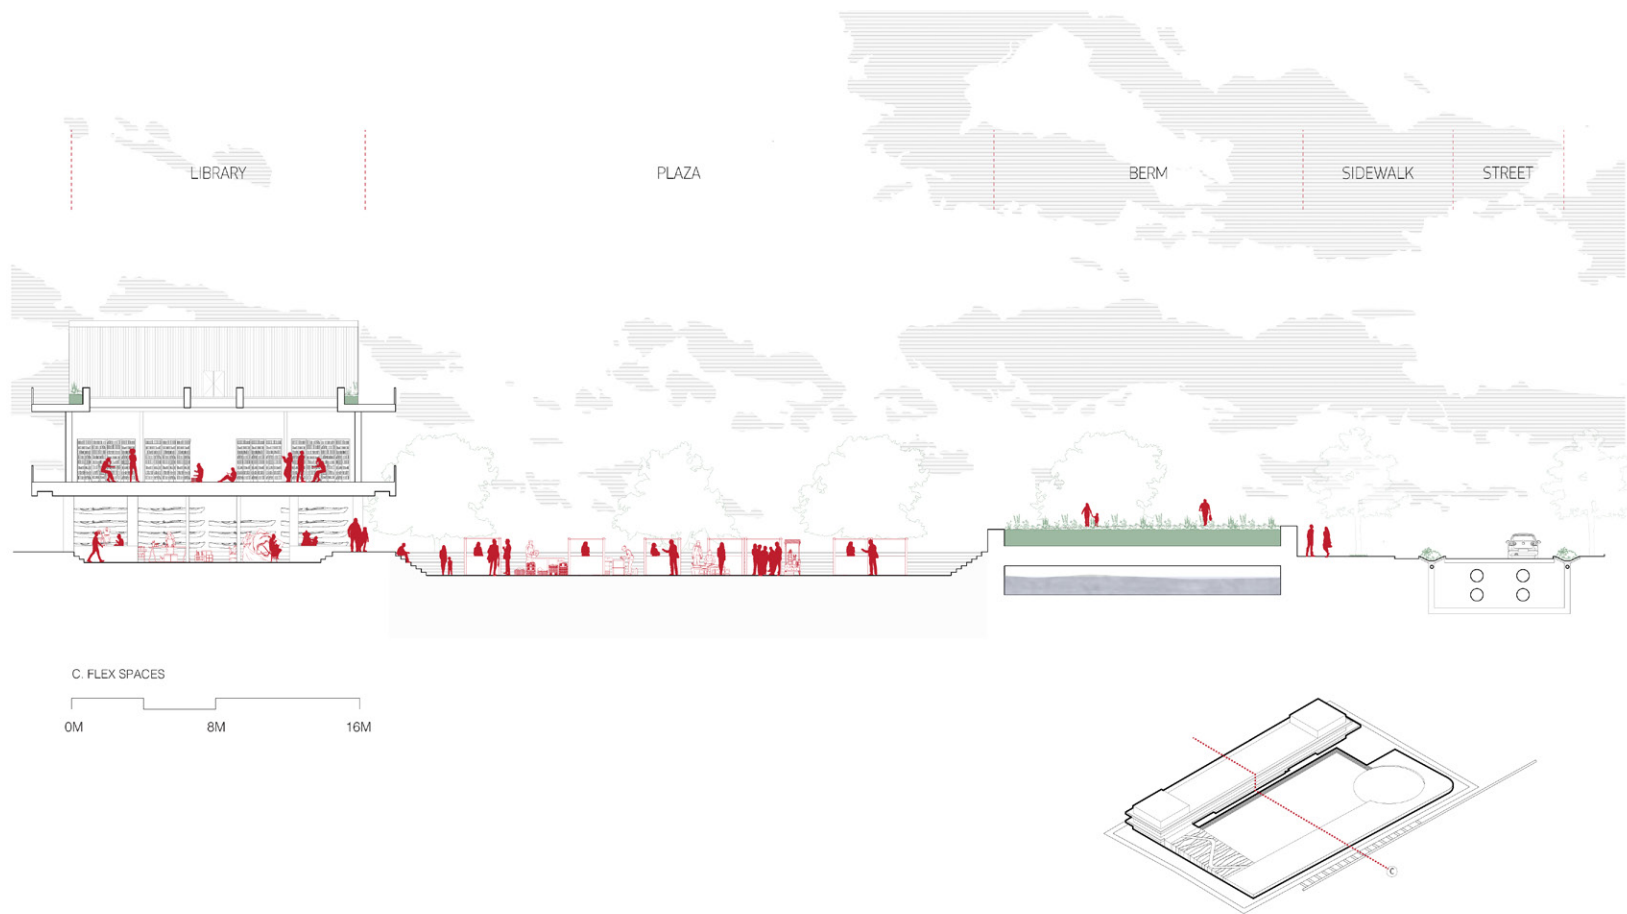 LIBRARY
PLAZA
BERM
SIDEWALK
STREET
C. FLEX SPACES
0M
8M
16M
C